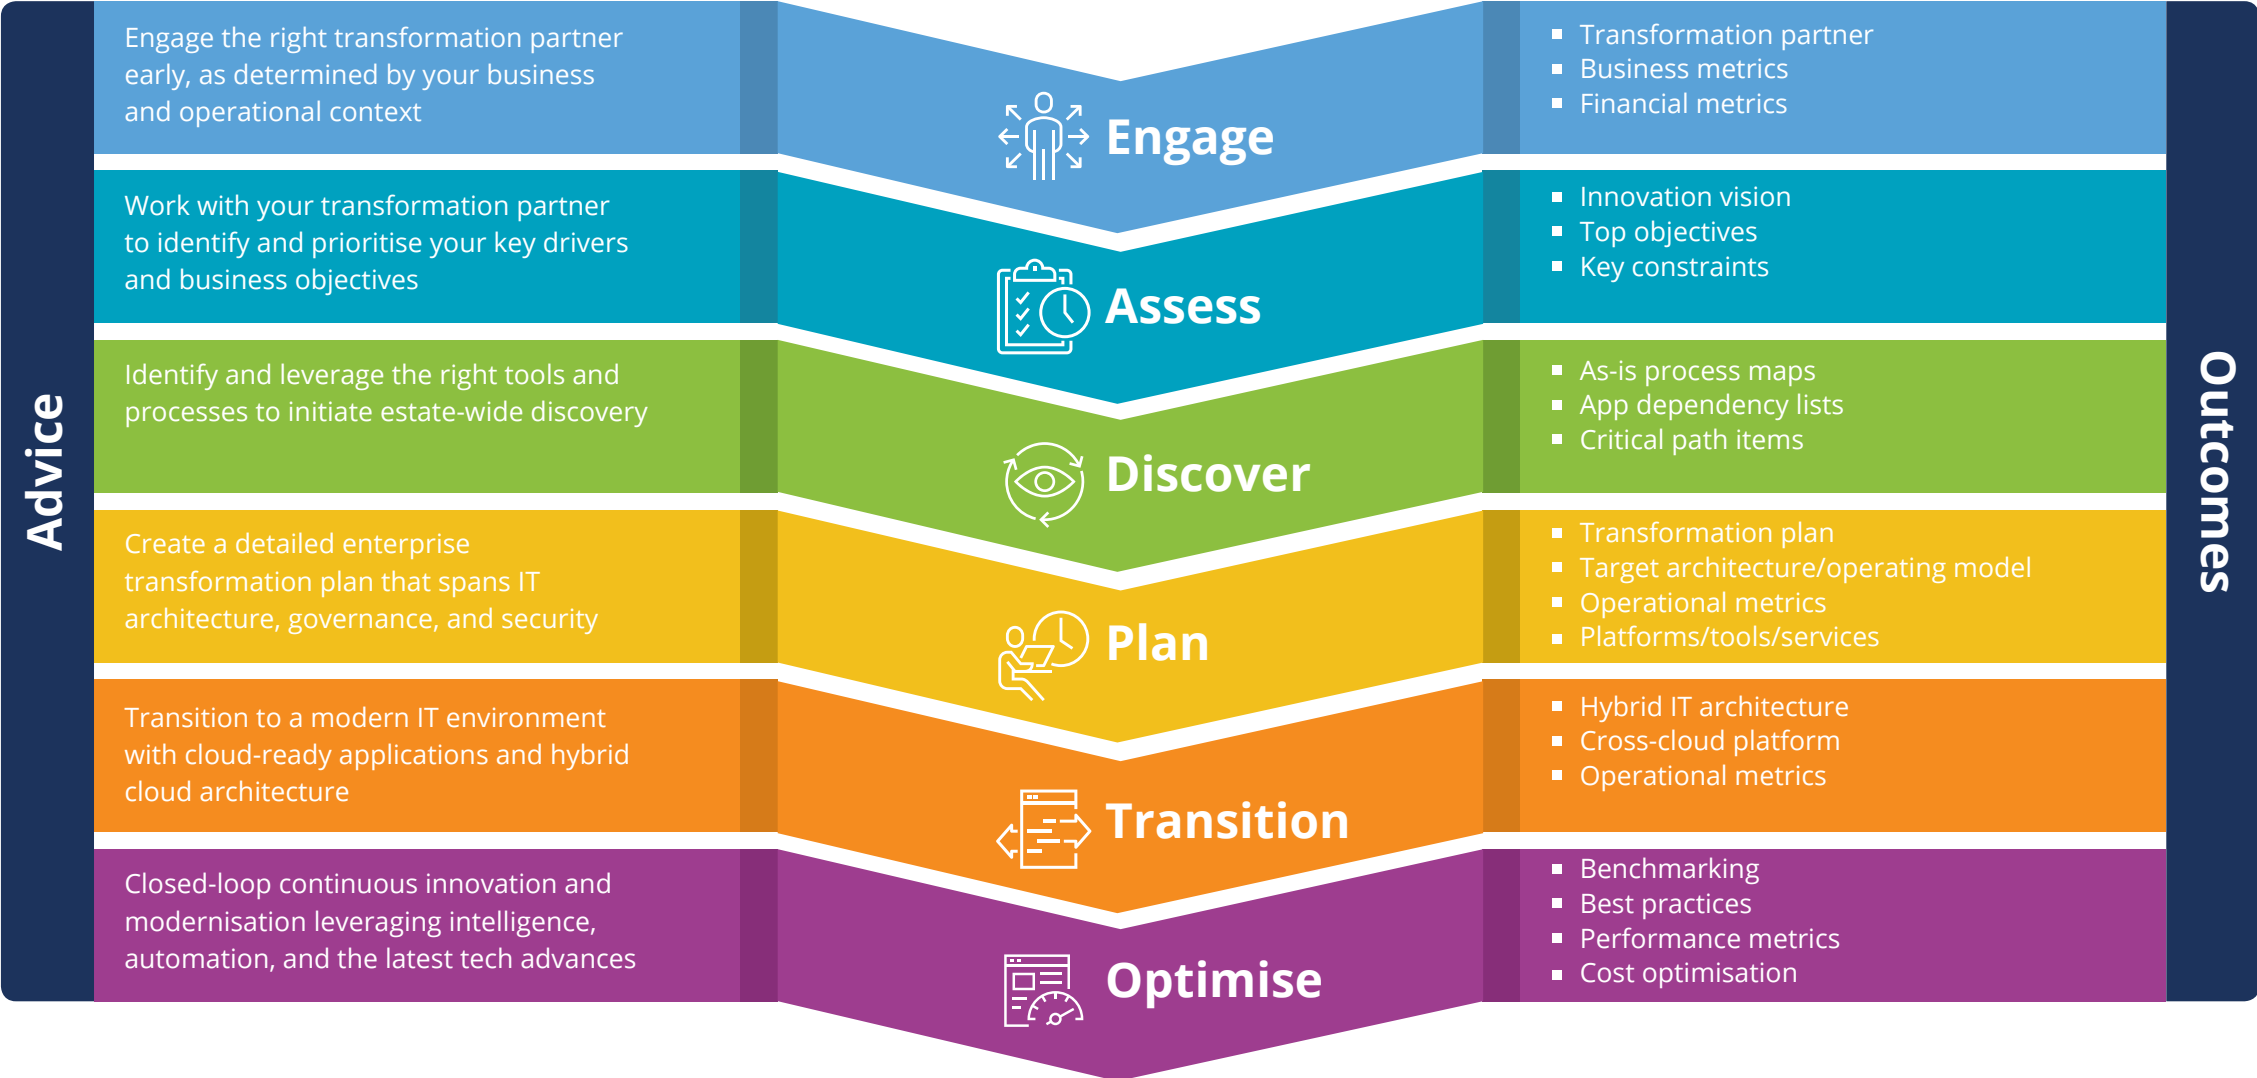 Advice
Engage the right transformation partner
early, as determined by your business
and operational context
Engage
Transformation partner
Business metrics
Financial metrics
Work with your transformation partner
to identify and prioritise your key drivers
and business objectives
Assess
Innovation vision
Top objectives
Key constraints
Identify and leverage the right tools and
processes to initiate estate-wide discovery
Discover
As-is process maps
App dependency lists
Critical path items
Create a detailed enterprise
transformation plan that spans IT
architecture, governance, and security
Plan
Transformation plan
Target architecture/operating model
Operational metrics
Platforms/tools/services
Transition to a modern IT environment
with cloud-ready applications and hybrid
cloud architecture
Transition
Hybrid IT architecture
Cross-cloud platform
Operational metrics
Closed-loop continuous innovation and
modernisation leveraging intelligence,
automation, and the latest tech advances
Optimise
Benchmarking
Best practices
Performance metrics
Cost optimisation
Outcomes